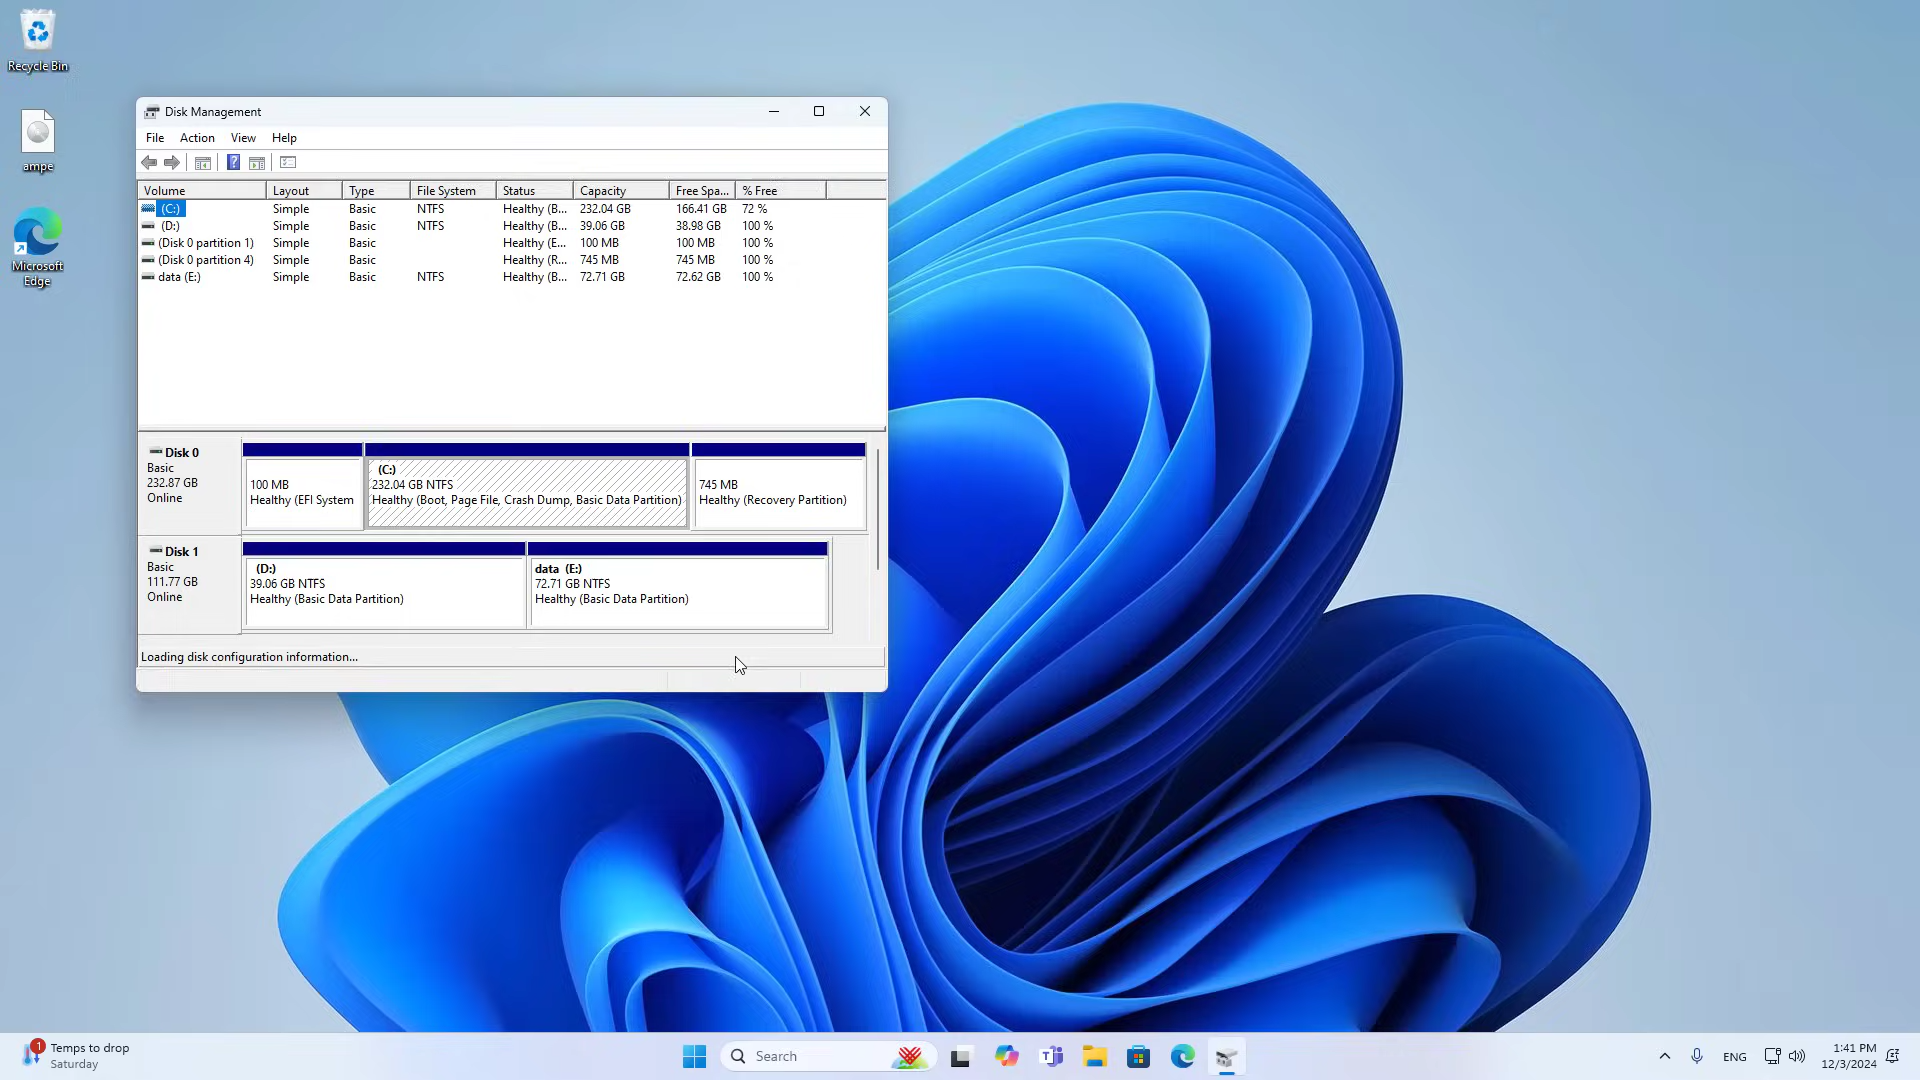 Recycle Bin
ampe
Microsoft
Edge
Disk Management
File Action View Help
Volume Layout Type File System Status Capacity Free Spa... % Free
(C:) Simple Basic NTFS Healthy (B... 232.04 GB 166.41 GB 72 %
(D:) Simple Basic NTFS Healthy (B... 39.06 GB 38.98 GB 100 %
(Disk 0 partition 1) Simple Basic Healthy (E... 100 MB 100 MB 100 %
(Disk 0 partition 4) Simple Basic Healthy (R... 745 MB 745 MB 100 %
data (E:) Simple Basic NTFS Healthy (B... 72.71 GB 72.62 GB 100 %
Disk 0
Basic
232.87 GB
Online
100 MB
Healthy (EFI System
(C:)
232.04 GB NTFS
Healthy (Boot, Page File, Crash Dump, Basic Data Partition)
745 MB
Healthy (Recovery Partition)
Disk 1
Basic
111.77 GB
Online
(D:)
39.06 GB NTFS
Healthy (Basic Data Partition)
data (E:)
72.71 GB NTFS
Healthy (Basic Data Partition)
Loading disk configuration information...
1
Temps to drop
Saturday
Search
ENG
1:41 PM
12/3/2024